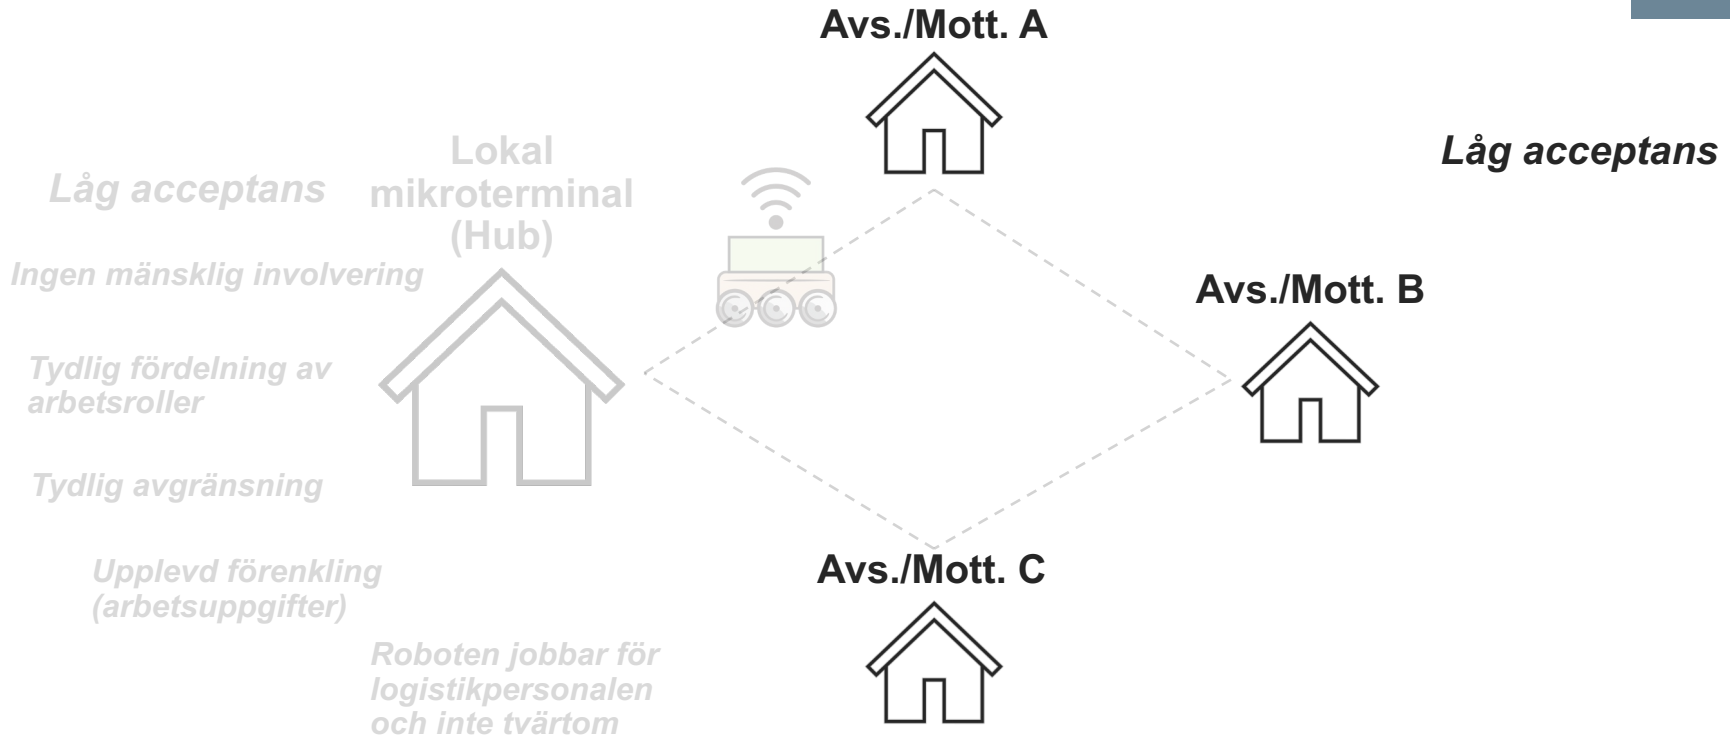 Avs./Mott. A
Låg acceptans
Lokal
mikroterminal
(Hub)
Låg acceptans
Ingen mänsklig involvering
Avs./Mott. B
Tydlig fördelning av
arbetsroller
Tydlig avgränsning
Avs./Mott. C
Upplevd förenkling
(arbetsuppgifter)
Roboten jobbar för
logistikpersonalen
och inte tvärtom